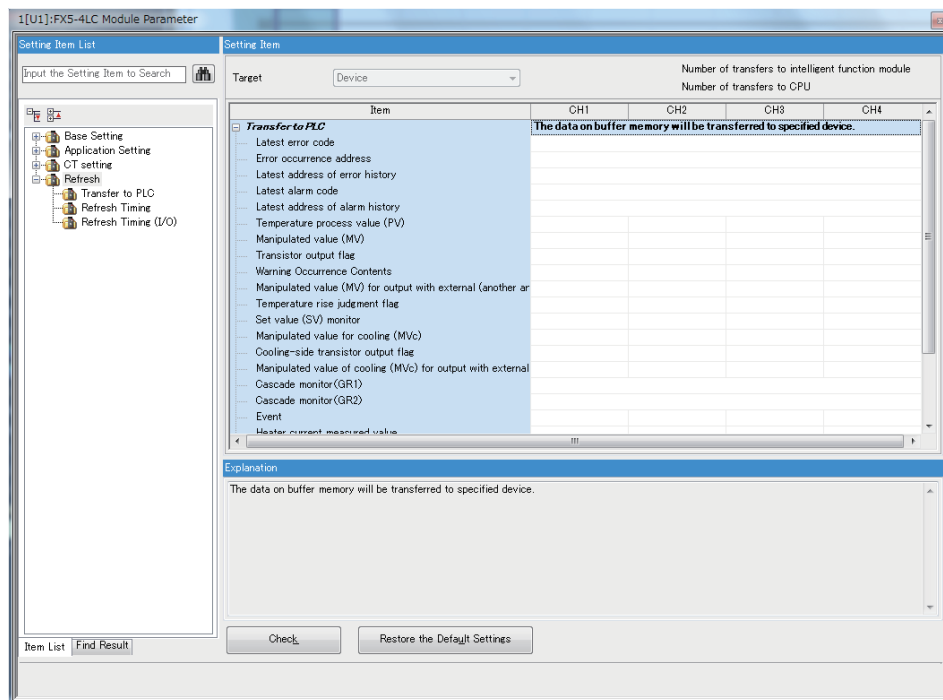 1[U1]:FX5-4LC Module Parameter
Setting Item List
Input the Setting Item to Search
Base Setting
Application Setting
CT setting
Refresh
Transfer to PLC
Refresh Timing
Refresh Timing (I/O)
Item List
Find Result
Setting Item
Target
Device
Number of transfers to intelligent function module
Number of transfers to CPU
Item CH1 CH2 CH3 CH4
Transfer to PLC The data on buffer memory will be transferred to specified device.
Latest error code
Error occurrence address
Latest address of error history
Latest alarm code
Latest address of alarm history
Temperature process value (PV)
Manipulated value (MV)
Transistor output flag
Warning Occurrence Contents
Manipulated value (MV) for output with external (another ar
Temperature rise judgment flag
Set value (SV) monitor
Manipulated value for cooling (MVc)
Cooling-side transistor output flag
Manipulated value of cooling (MVc) for output with external
Cascade monitor(GR1)
Cascade monitor(GR2)
Event
Heater current measured value
Explanation
The data on buffer memory will be transferred to specified device.
Check
Restore the Default Settings